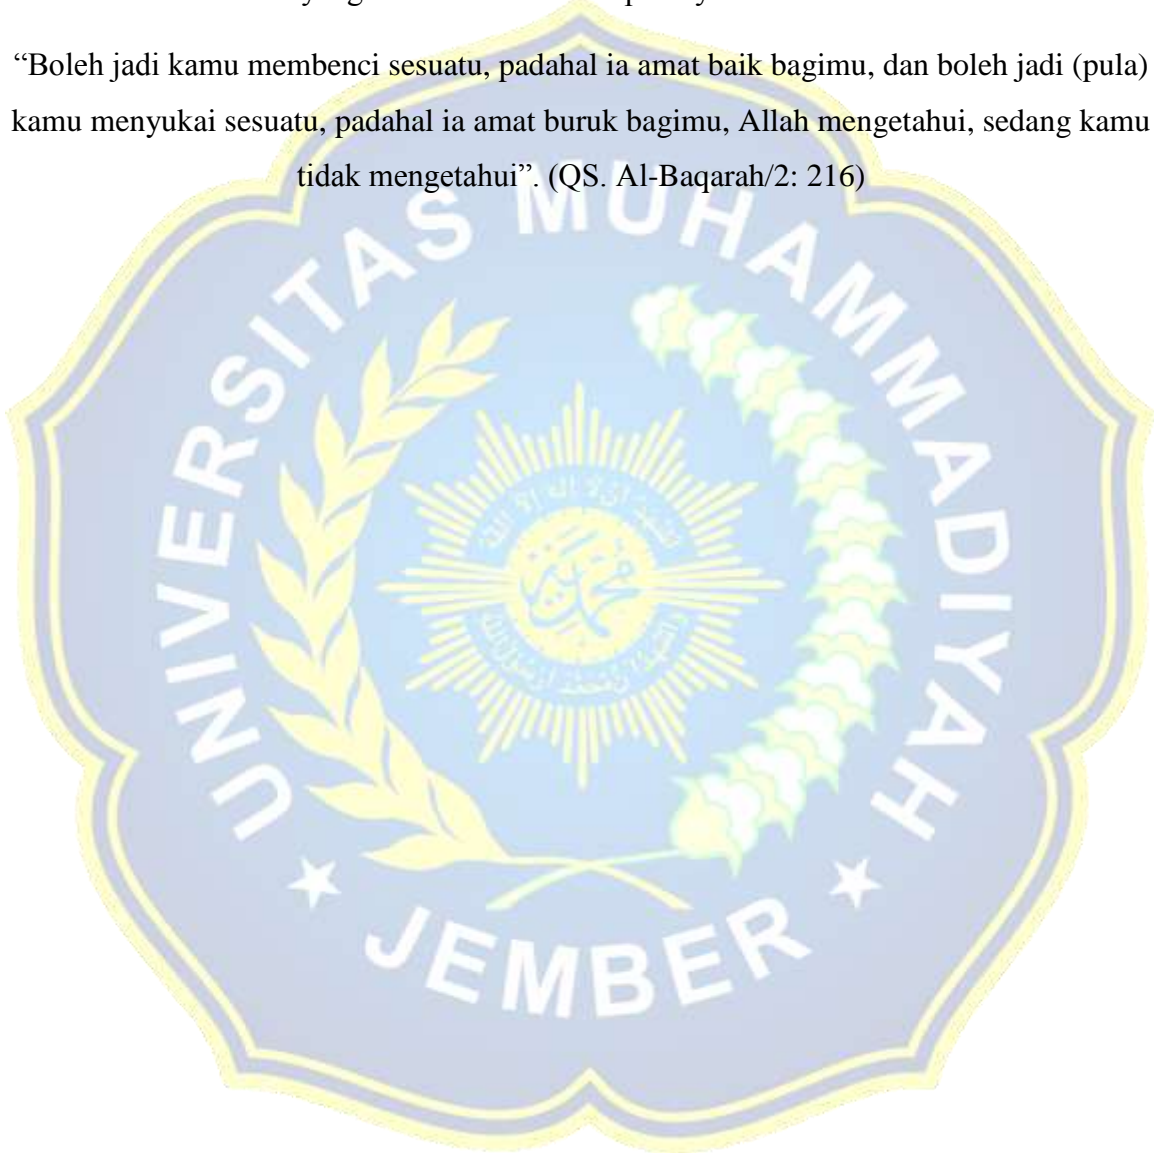 “Boleh jadi kamu membenci sesuatu, padahal ia amat baik bagimu, dan boleh jadi (pula)
kamu menyukai sesuatu, padahal ia amat buruk bagimu, Allah mengetahui, sedang kamu
tidak mengetahui”. (QS. Al-Baqarah/2: 216)
UNIVERSITAS MUHAMMADIYAH
محمدية
JEMBER